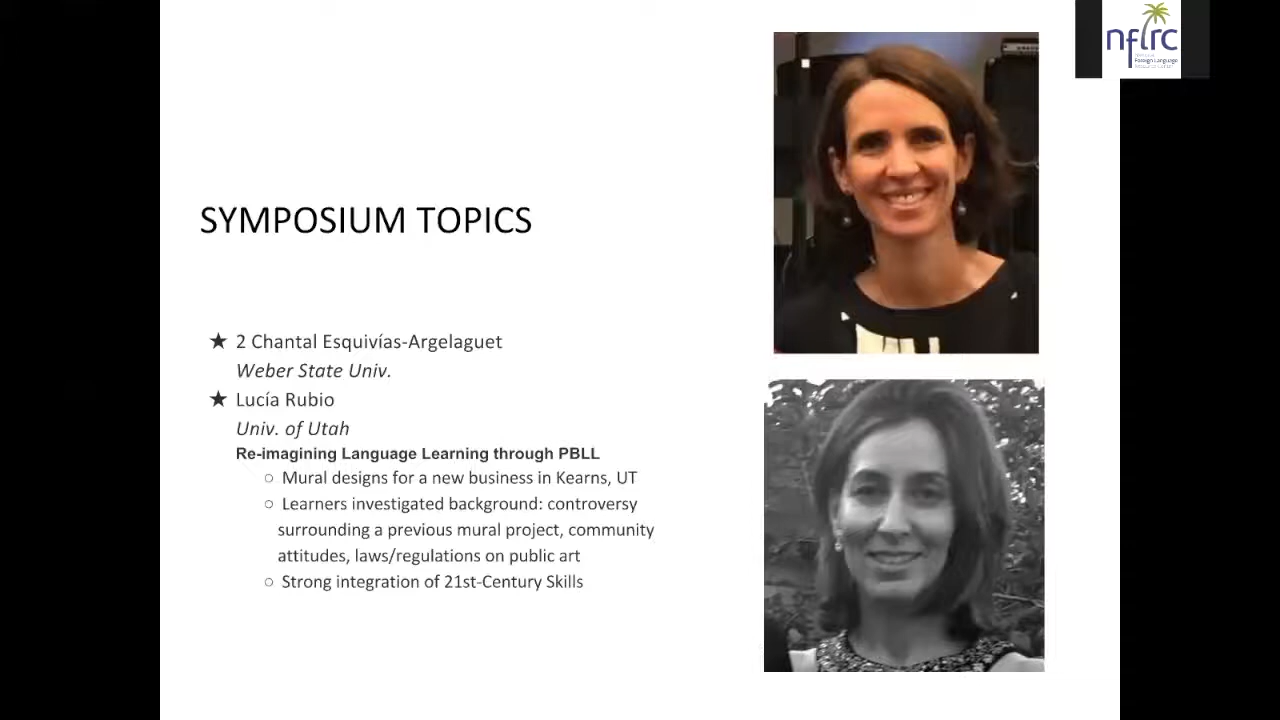 nflrc
Foreign Language
SYMPOSIUM TOPICS
★ 2 Chantal Esquivías-Argelaguet
Weber State Univ.
★ Lucía Rubio
Univ. of Utah
Re-imagining Language Learning through PBLL
○ Mural designs for a new business in Kearns, UT
○ Learners investigated background: controversy
surrounding a previous mural project, community
attitudes, laws/regulations on public art
○ Strong integration of 21st-Century Skills